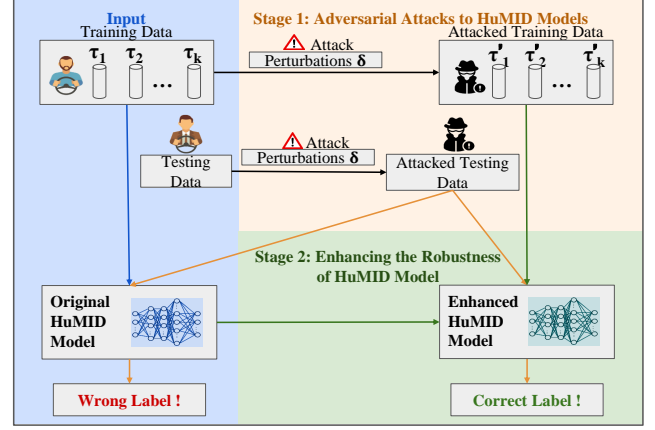 Input
Stage 1: Adversarial Attacks to HuMID Models
Training Data
τ1 τ2 ... τk
Attack
Perturbations δ
Attacked Training Data
τ'1 τ'2 ... τ'k
Testing
Data
Attack
Perturbations δ
Attacked Testing
Data
Stage 2: Enhancing the Robustness
of HuMID Model
Original
HuMID
Model
Enhanced
HuMID
Model
Wrong Label !
Correct Label !